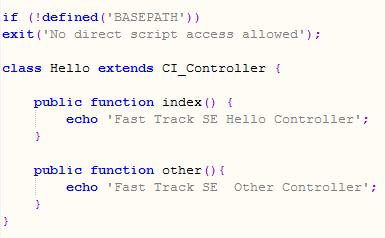 if (!defined('BASEPATH'))
exit('No direct script access allowed');
class Hello extends CI_Controller {
public function index() {
echo 'Fast Track SE Hello Controller';
}
public function other(){
echo 'Fast Track SE  Other Controller';
}
}